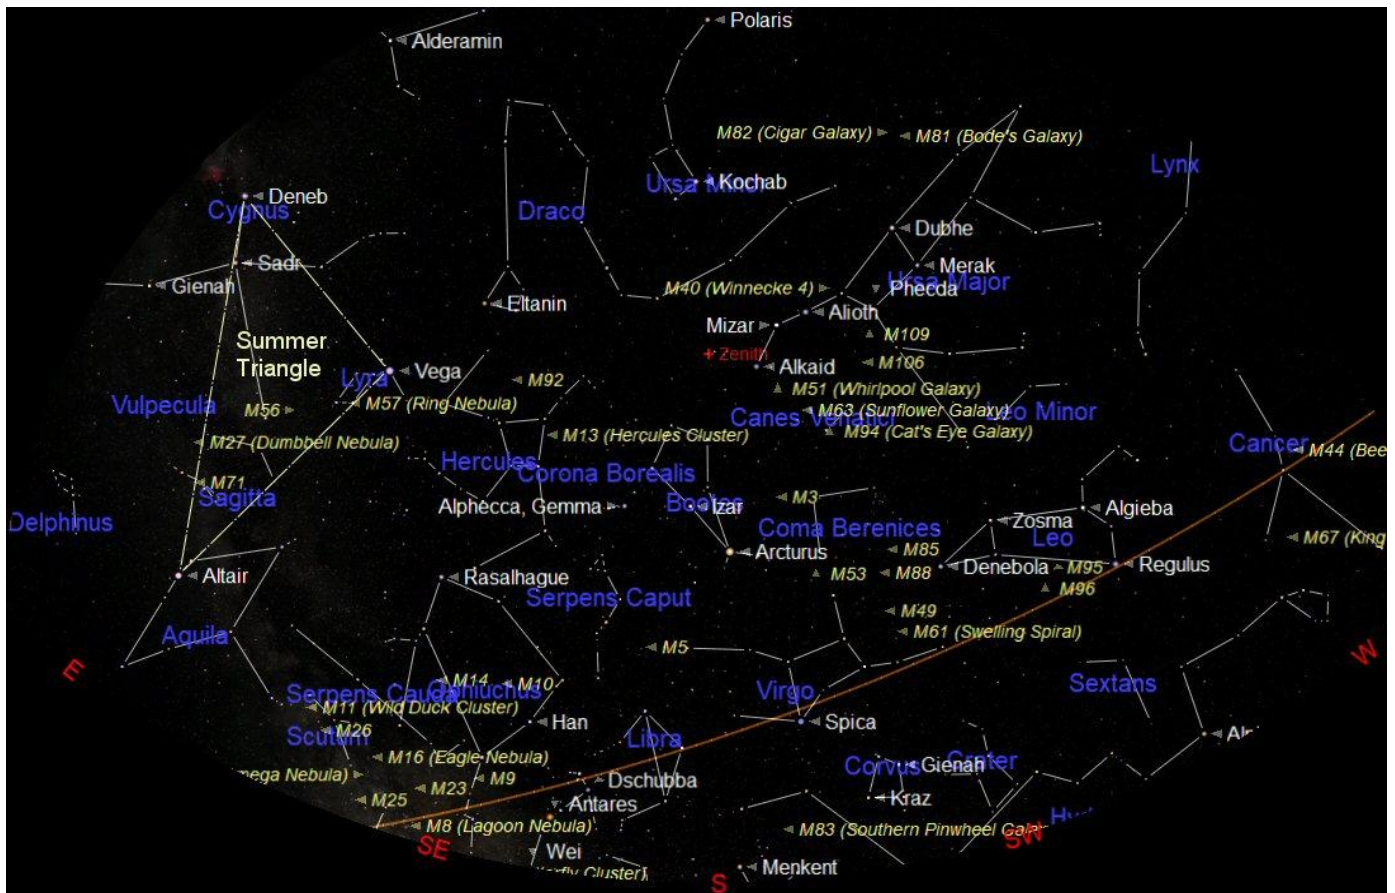 Polaris
Alderamin
M82 (Cigar Galaxy)
M81 (Bode's Galaxy)
Lynx
Ursa Minor
Kochab
Deneb
Cygnus
Draco
Dubhe
Sadr
Merak
Gienah
Ursa Major
M40 (Winnecke 4)
Phecda
Eltanin
Alioth
Mizar
M109
Summer
Triangle
Zenith
M106
Alkaid
Vega
Lyra
M92
M51 (Whirlpool Galaxy)
Vulpecula
M56
M57 (Ring Nebula)
M63 (Sunflower Galaxy)
Leo Minor
Canes Venatici
M94 (Cat's Eye Galaxy)
M27 (Dumbbell Nebula)
M13 (Hercules Cluster)
Cancer
M44 (Bee
Hercules
Corona Borealis
M71
Sagitta
M3
Alphecca, Gemma
Bootes
Izar
Algieba
Delphinus
Coma Berenices
Zosma
Leo
M67 (King
Arcturus
M85
Altair
Rasalhague
M53
M88
Denebola
M95
Regulus
M96
Serpens Caput
M49
Aquila
M61 (Swelling Spiral)
M5
E
W
M14
M10
Ophiuchus
Serpens Cauda
Virgo
Sextans
M11 (Wild Duck Cluster)
Han
Spica
M26
Scutum
Libra
M16 (Eagle Nebula)
Corvus
Gienah
Crater
mega Nebula)
M9
Dschubba
M23
M25
Antares
Kraz
M8 (Lagoon Nebula)
M83 (Southern Pinwheel Gala
SE
SW
Wei
Menkent
S